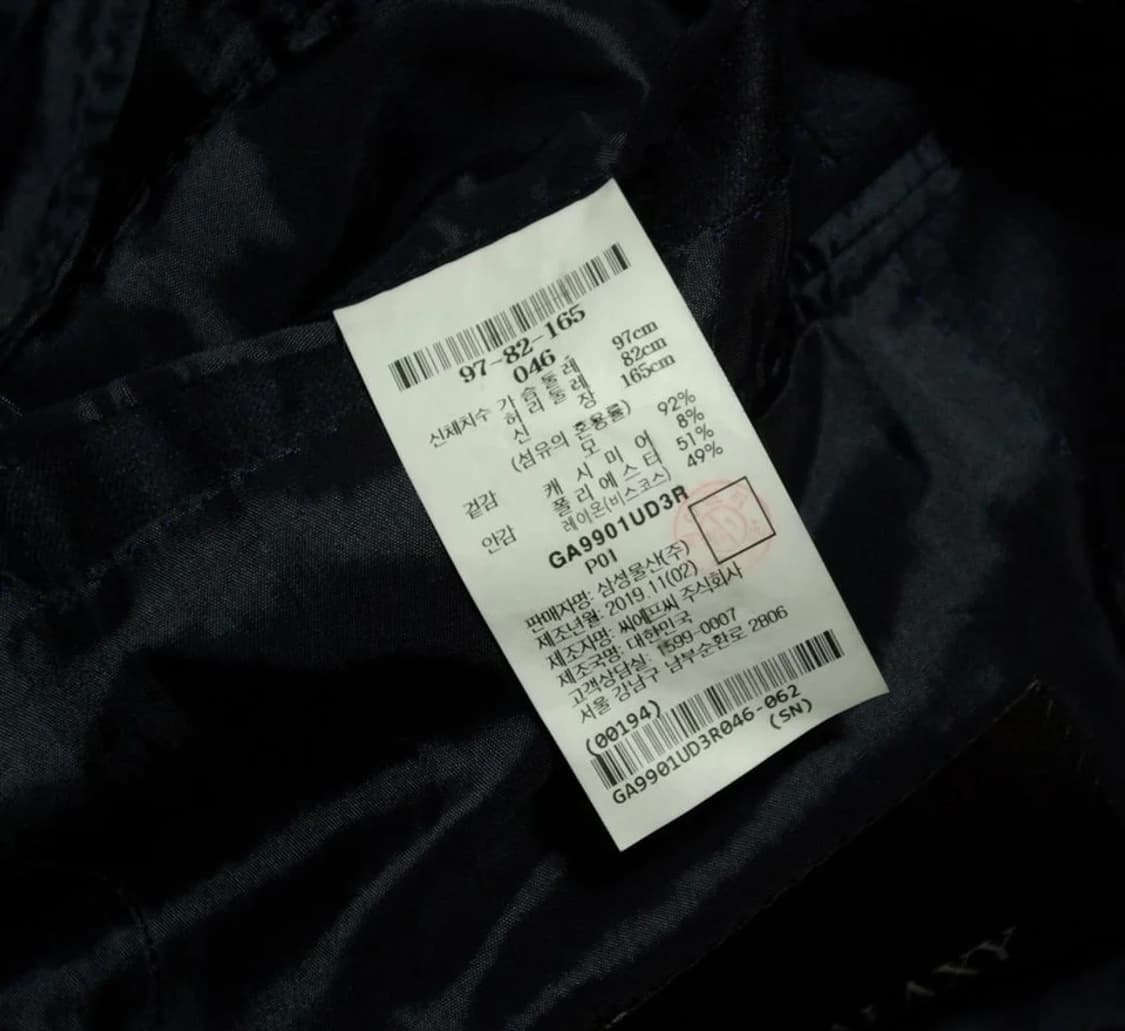 97-82-165
046
신체치수 가슴둘레 97cm
허리둘레 82cm
신장 165cm
(섬유의 혼용률)
겉감 모 92%
캐시미어 8%
안감 폴리에스터 51%
레이온(비스코스) 49%
GA9901UD3R
P01
판매자명: 삼성물산(주)
제조년월: 2019.11(02)
제조자명: 씨에프씨 주식회사
제조국명: 대한민국
고객상담실: 1599-0007
서울 강남구 남부순환로 2806
(00194)
GA9901UD3R046-062
(SN)